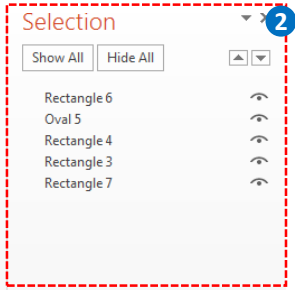 Selection
2
Show All Hide All
Rectangle 6
Oval 5
Rectangle 4
Rectangle 3
Rectangle 7